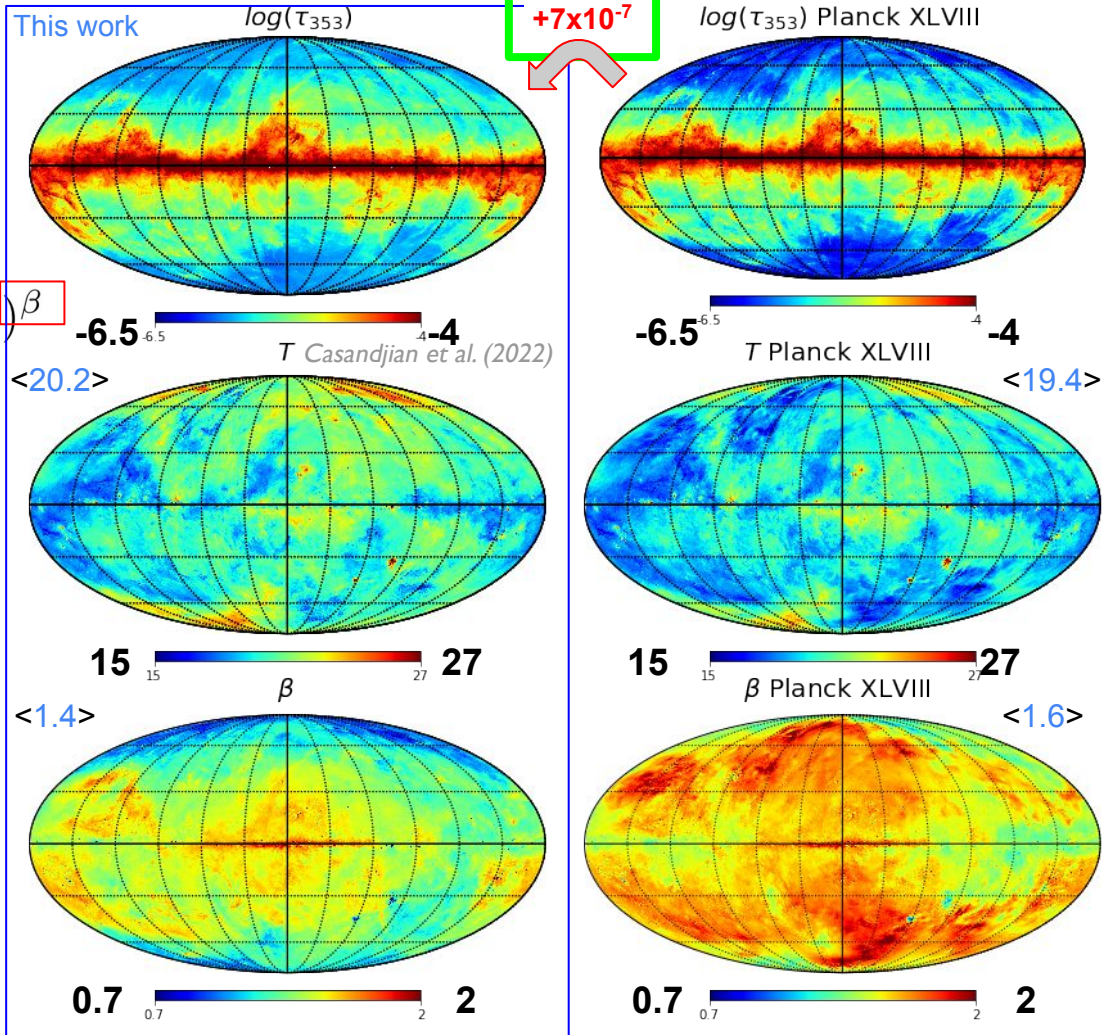 This work
log(τ₃₅₃)
+7x10⁻⁷
log(τ₃₅₃) Planck XLVIII
)β
-6.5
-6.5
-4
-4
-6.5
-6.5
-4
-4
T
Casandjian et al. (2022)
T Planck XLVIII
<20.2>
<19.4>
15
15
27
27
15
15
27
27
β
β Planck XLVIII
<1.4>
<1.6>
0.7
0.7
2
2
0.7
0.7
2
2